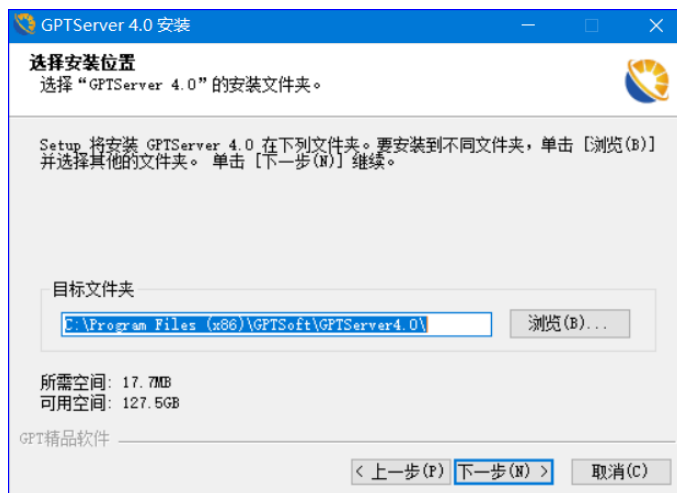 GPTServer 4.0 安装
选择安装位置
选择“GPTServer 4.0”的安装文件夹。
Setup 将安装 GPTServer 4.0 在下列文件夹。要安装到不同文件夹，单击 [浏览(B)]
并选择其他的文件夹。 单击 [下一步(N)] 继续。
目标文件夹
C:\Program Files (x86)\GPTSoft\GPTServer4.0\
浏览(B)...
所需空间: 17.7MB
可用空间: 127.5GB
GPT精品软件
< 上一步(P) 下一步(N) > 取消(C)